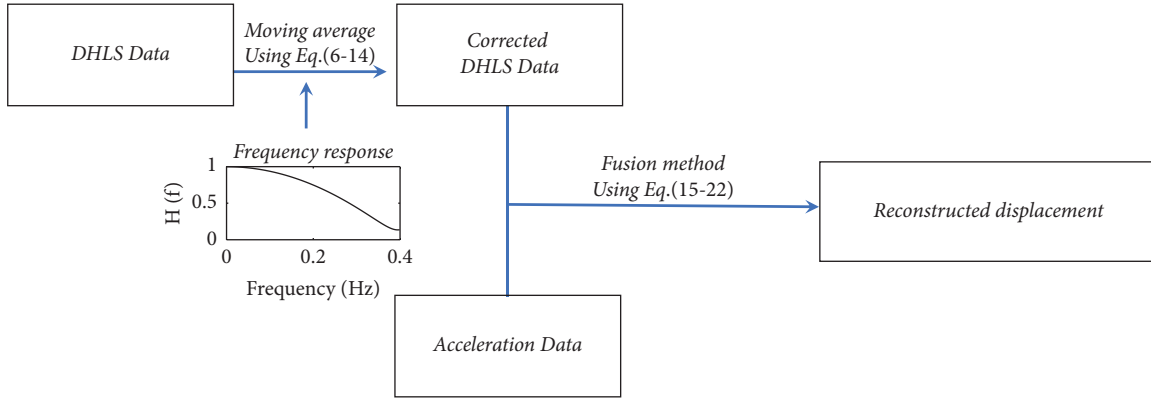 DHLS Data
Moving average
Using Eq.(6-14)
Corrected
DHLS Data
Frequency response
1
0.5
0
H (f)
0
0.2
0.4
Frequency (Hz)
Fusion method
Using Eq.(15-22)
Reconstructed displacement
Acceleration Data